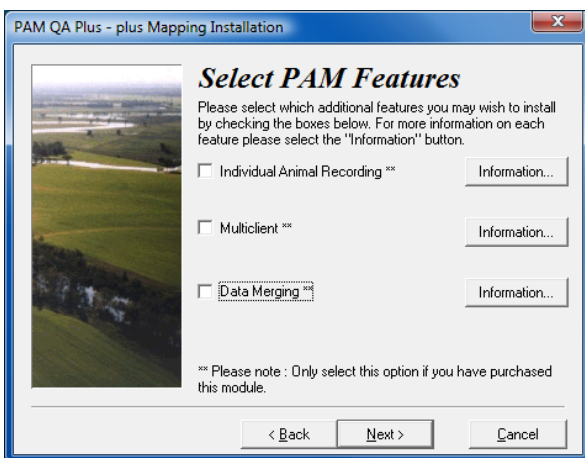 PAM QA Plus - plus Mapping Installation
Select PAM Features
Please select which additional features you may wish to install
by checking the boxes below. For more information on each
feature please select the "Information" button.
Individual Animal Recording **
Information...
Multiclient **
Information...
Data Merging **
Information...
** Please note : Only select this option if you have purchased
this module.
< Back
Next >
Cancel